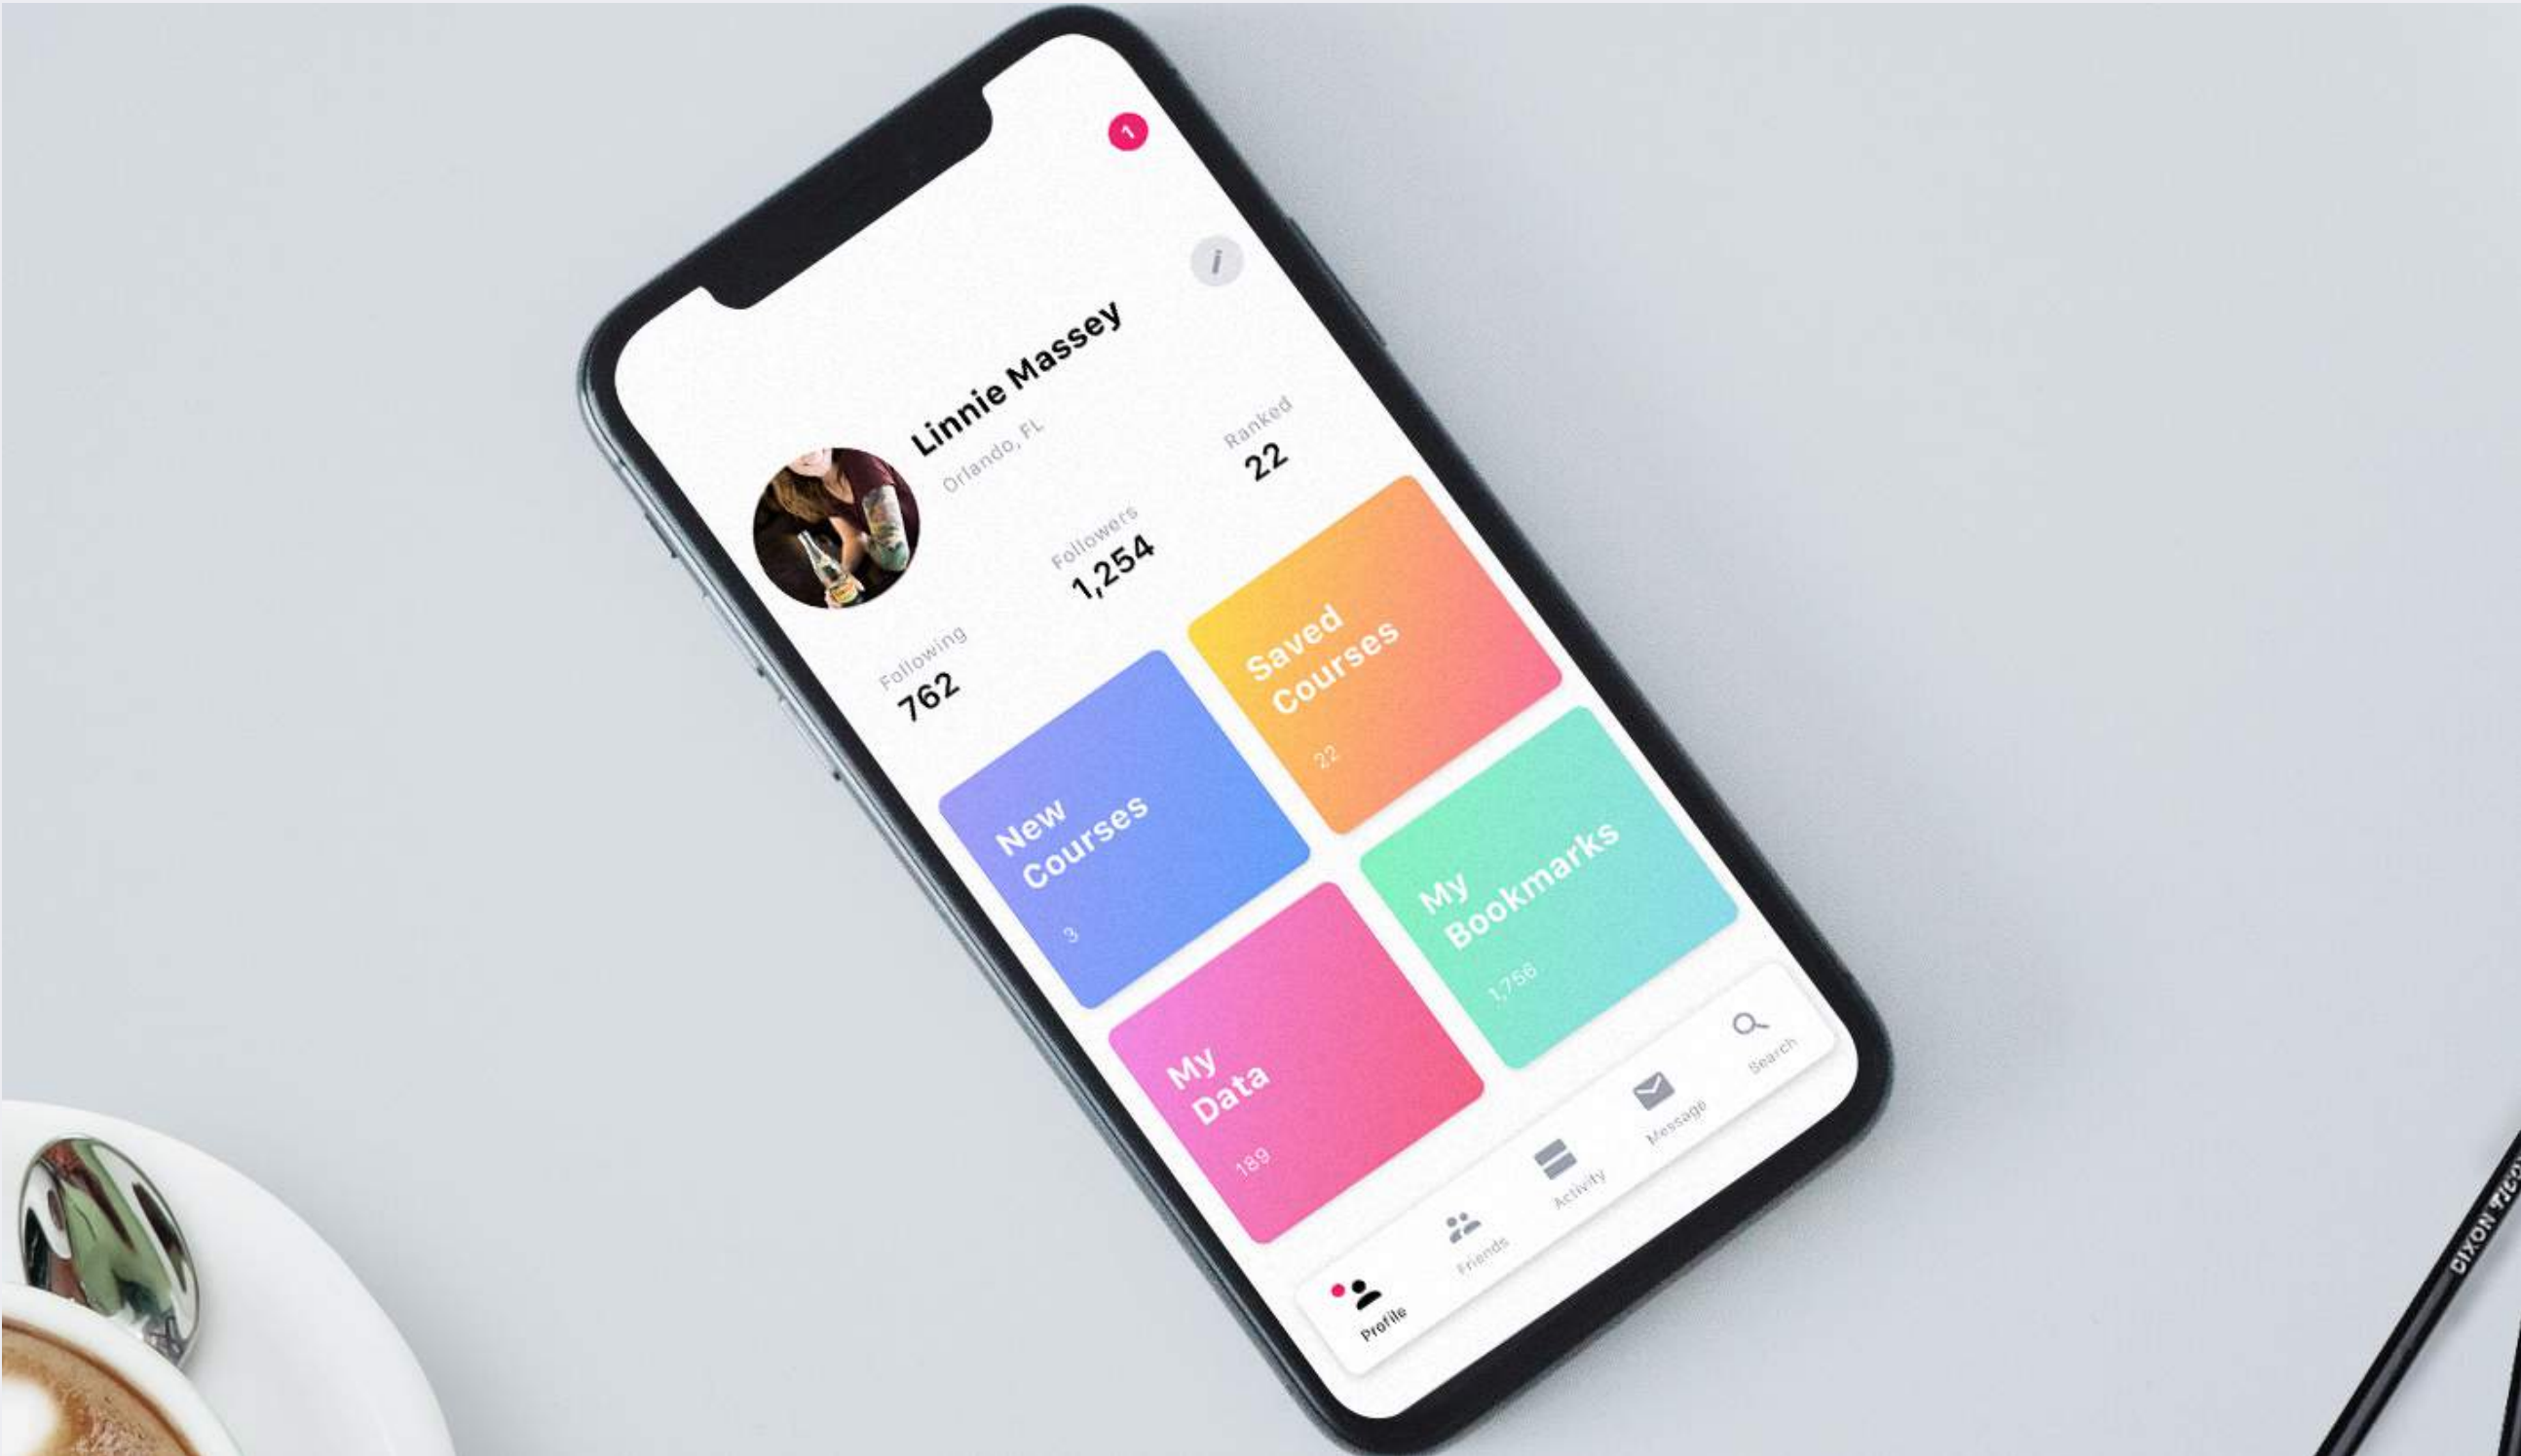 1
Linnie Massey
Orlando, FL
Following
762
Followers
1,254
Ranked
22
New
Courses
3
Saved
Courses
22
My
Data
189
My
Bookmarks
1,756
Profile
Friends
Activity
Message
Search
DIXON